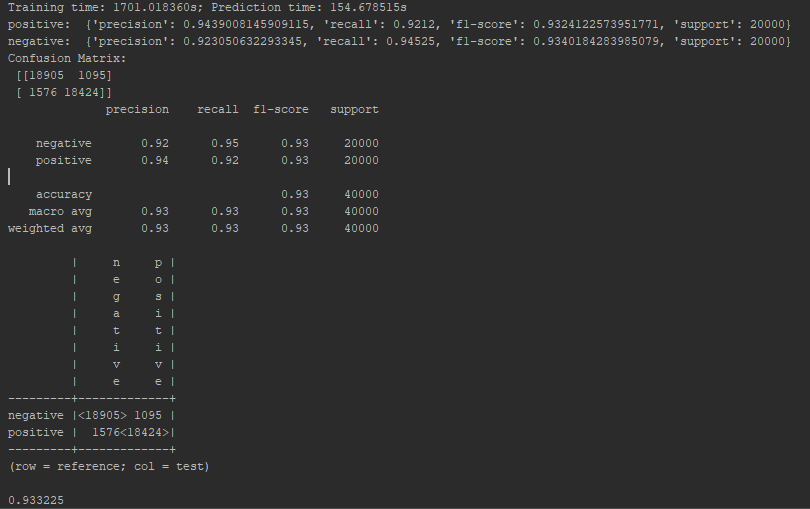 Training time: 1701.018360s; Prediction time: 154.678515s
positive:  {'precision': 0.9439008145909115, 'recall': 0.9212, 'f1-score': 0.9324122573951771, 'support': 20000}
negative:  {'precision': 0.923050632293345, 'recall': 0.94525, 'f1-score': 0.9340184283985079, 'support': 20000}
Confusion Matrix:
 [[18905  1095]
 [ 1576 18424]]
              precision    recall  f1-score   support

    negative       0.92      0.95      0.93     20000
    positive       0.94      0.92      0.93     20000

    accuracy                           0.93     40000
   macro avg       0.93      0.93      0.93     40000
weighted avg       0.93      0.93      0.93     40000

         |     n     p |
         |     e     o |
         |     g     s |
         |     a     i |
         |     t     t |
         |     i     i |
         |     v     v |
         |     e     e |
---------+-------------+
negative |<18905> 1095 |
positive |  1576<18424>|
---------+-------------+
(row = reference; col = test)

0.933225